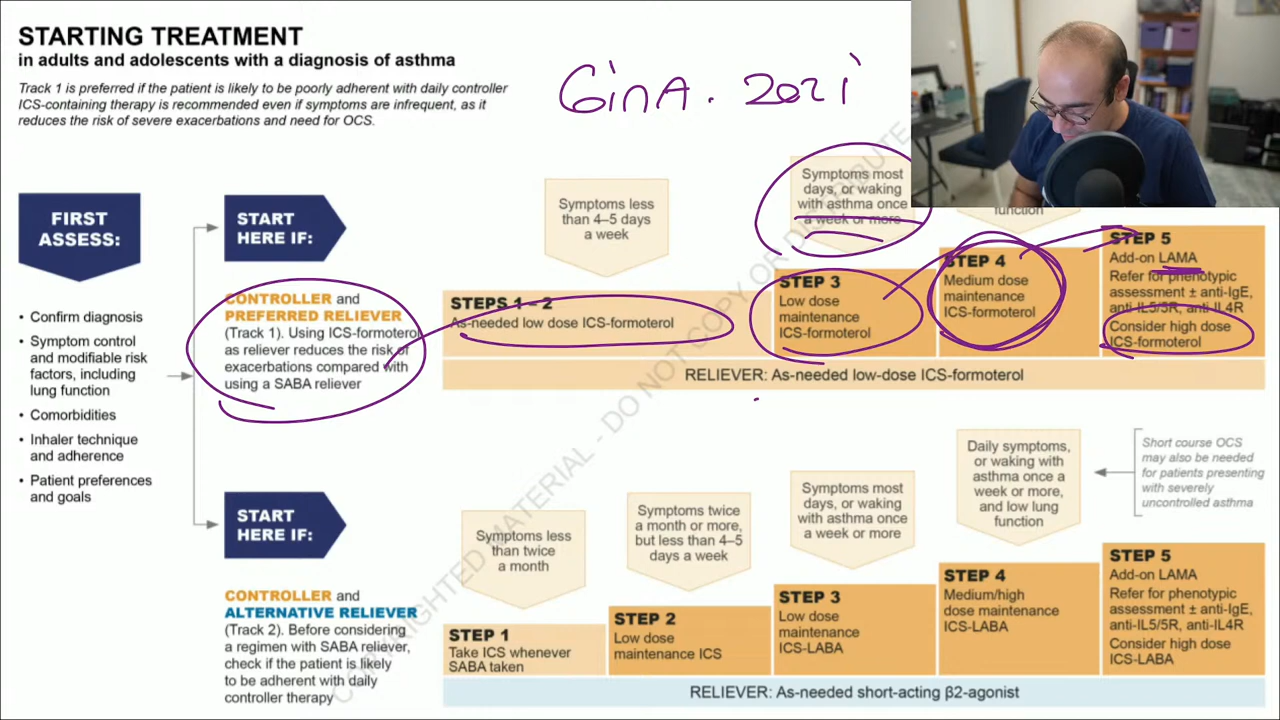 STARTING TREATMENT
in adults and adolescents with a diagnosis of asthma
Track 1 is preferred if the patient is likely to be poorly adherent with daily controller
ICS-containing therapy is recommended even if symptoms are infrequent, as it
reduces the risk of severe exacerbations and need for OCS.
GinA. 2021
FIRST
ASSESS:
Confirm diagnosis
Symptom control
and modifiable risk
factors, including
lung function
Comorbidities
Inhaler technique
and adherence
Patient preferences
and goals
START
HERE IF:
CONTROLLER and
PREFERRED RELIEVER
(Track 1). Using ICS-formoterol
as reliever reduces the risk of
exacerbations compared with
using a SABA reliever
Symptoms less
than 4–5 days
a week
Symptoms most
days, or waking
with asthma once
a week or more
function
STEPS 1 – 2
As-needed low dose ICS-formoterol
STEP 3
Low dose
maintenance
ICS-formoterol
STEP 4
Medium dose
maintenance
ICS-formoterol
STEP 5
Add-on LAMA
Refer for phenotypic
assessment ± anti-IgE,
anti-IL5/5R, anti-IL4R
Consider high dose
ICS-formoterol
RELIEVER: As-needed low-dose ICS-formoterol
START
HERE IF:
CONTROLLER and
ALTERNATIVE RELIEVER
(Track 2). Before considering
a regimen with SABA reliever,
check if the patient is likely
to be adherent with daily
controller therapy
Symptoms less
than twice
a month
Symptoms twice
a month or more,
but less than 4–5
days a week
Symptoms most
days, or waking
with asthma once
a week or more
Daily symptoms,
or waking with
asthma once a
week or more,
and low lung
function
Short course OCS
may also be needed
for patients presenting
with severely
uncontrolled asthma
STEP 1
Take ICS whenever
SABA taken
STEP 2
Low dose
maintenance ICS
STEP 3
Low dose
maintenance
ICS-LABA
STEP 4
Medium/high
dose maintenance
ICS-LABA
STEP 5
Add-on LAMA
Refer for phenotypic
assessment ± anti-IgE,
anti-IL5/5R, anti-IL4R
Consider high dose
ICS-LABA
RELIEVER: As-needed short-acting β2-agonist
COPYRIGHTED MATERIAL - DO NOT COPY OR DISTRIBUTE